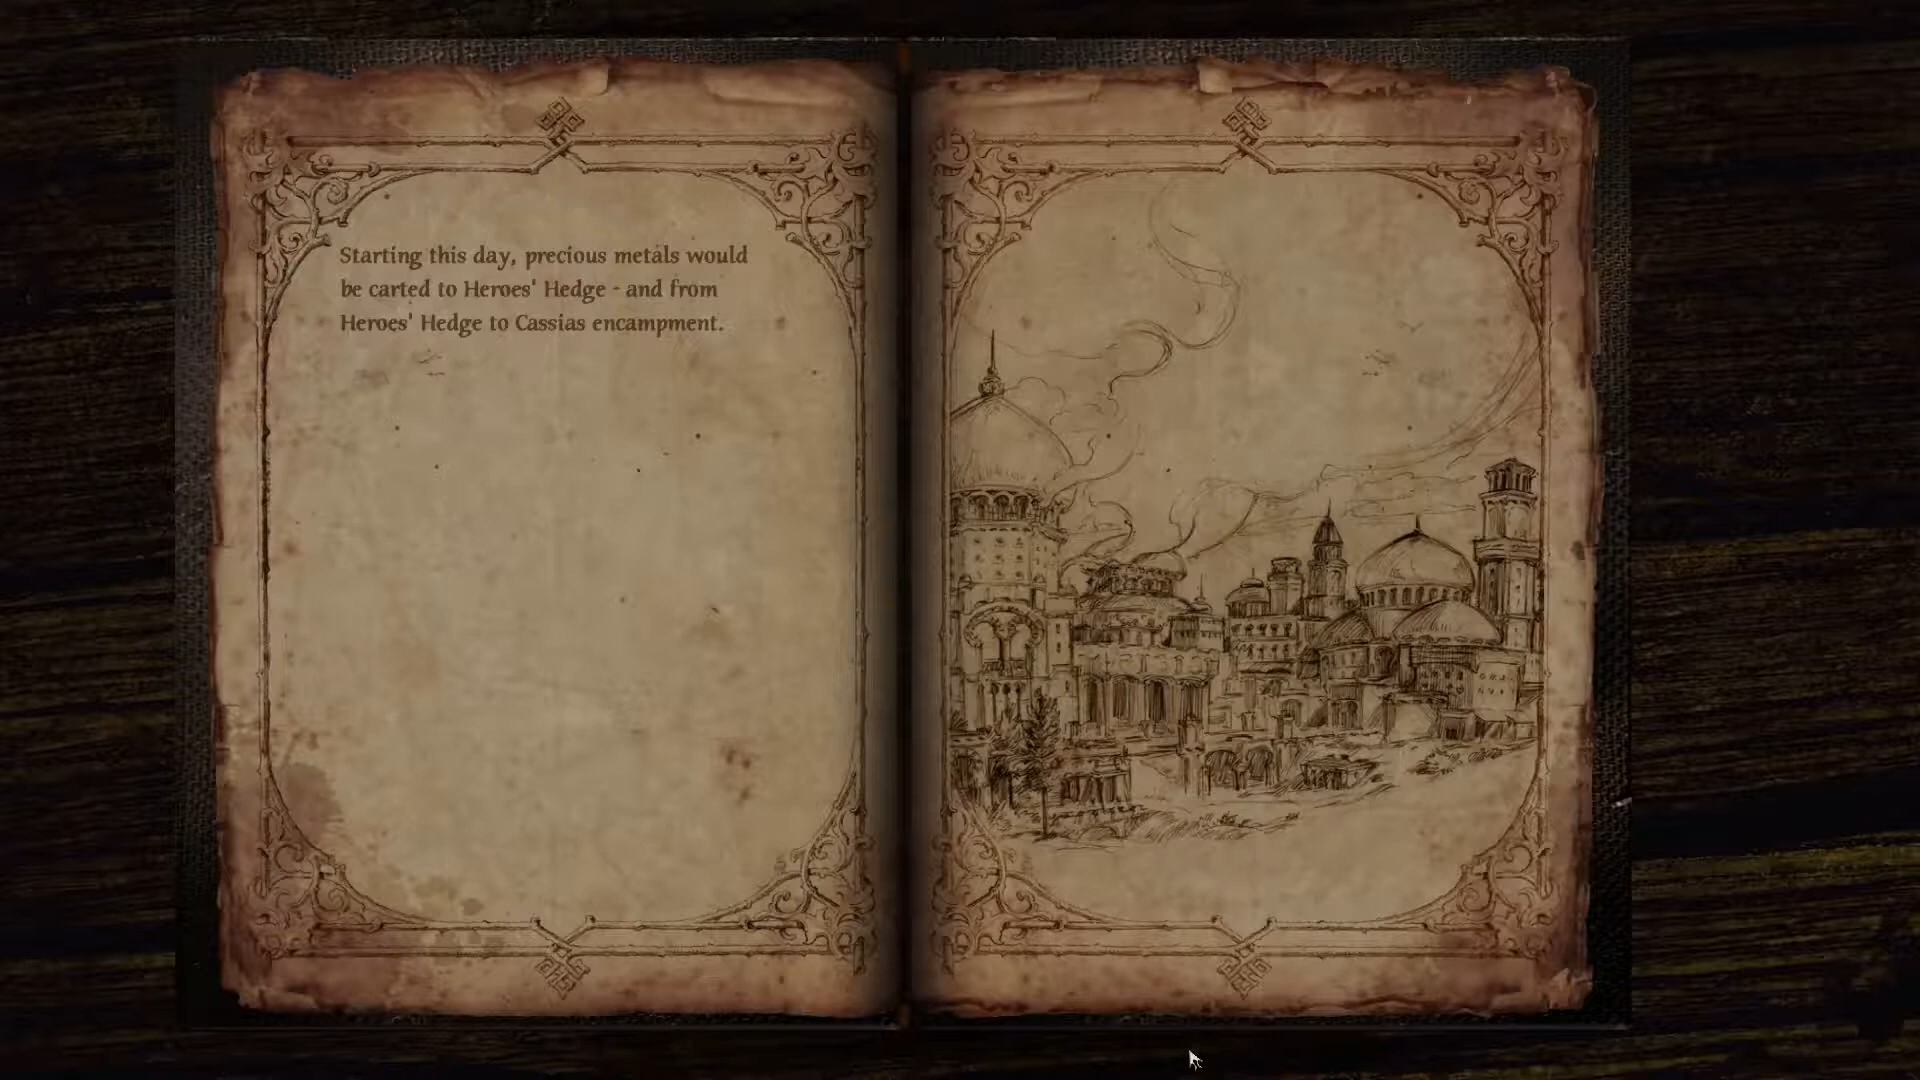 Starting this day, precious metals would
be carted to Heroes' Hedge - and from
Heroes' Hedge to Cassias encampment.